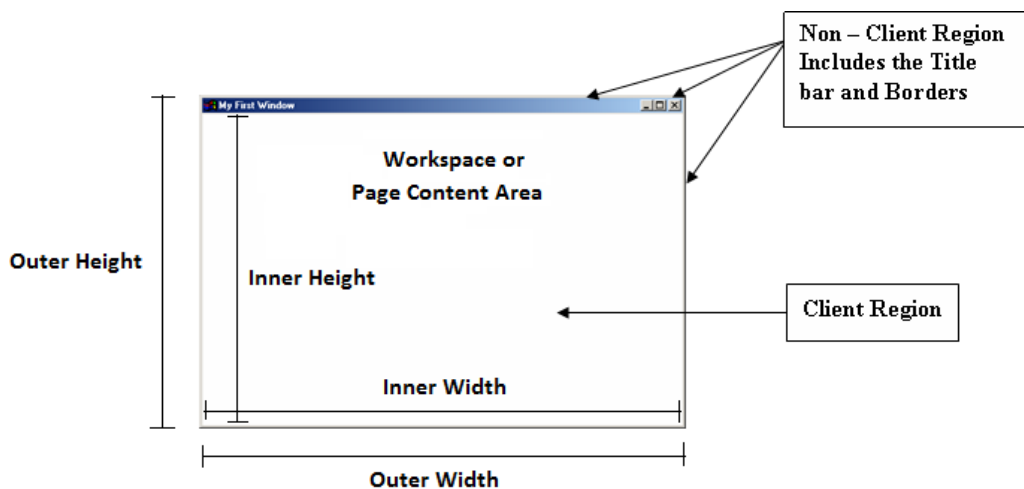 Non – Client Region
Includes the Title
bar and Borders
My First Window
Workspace or
Page Content Area
Outer Height
Inner Height
Client Region
Inner Width
Outer Width